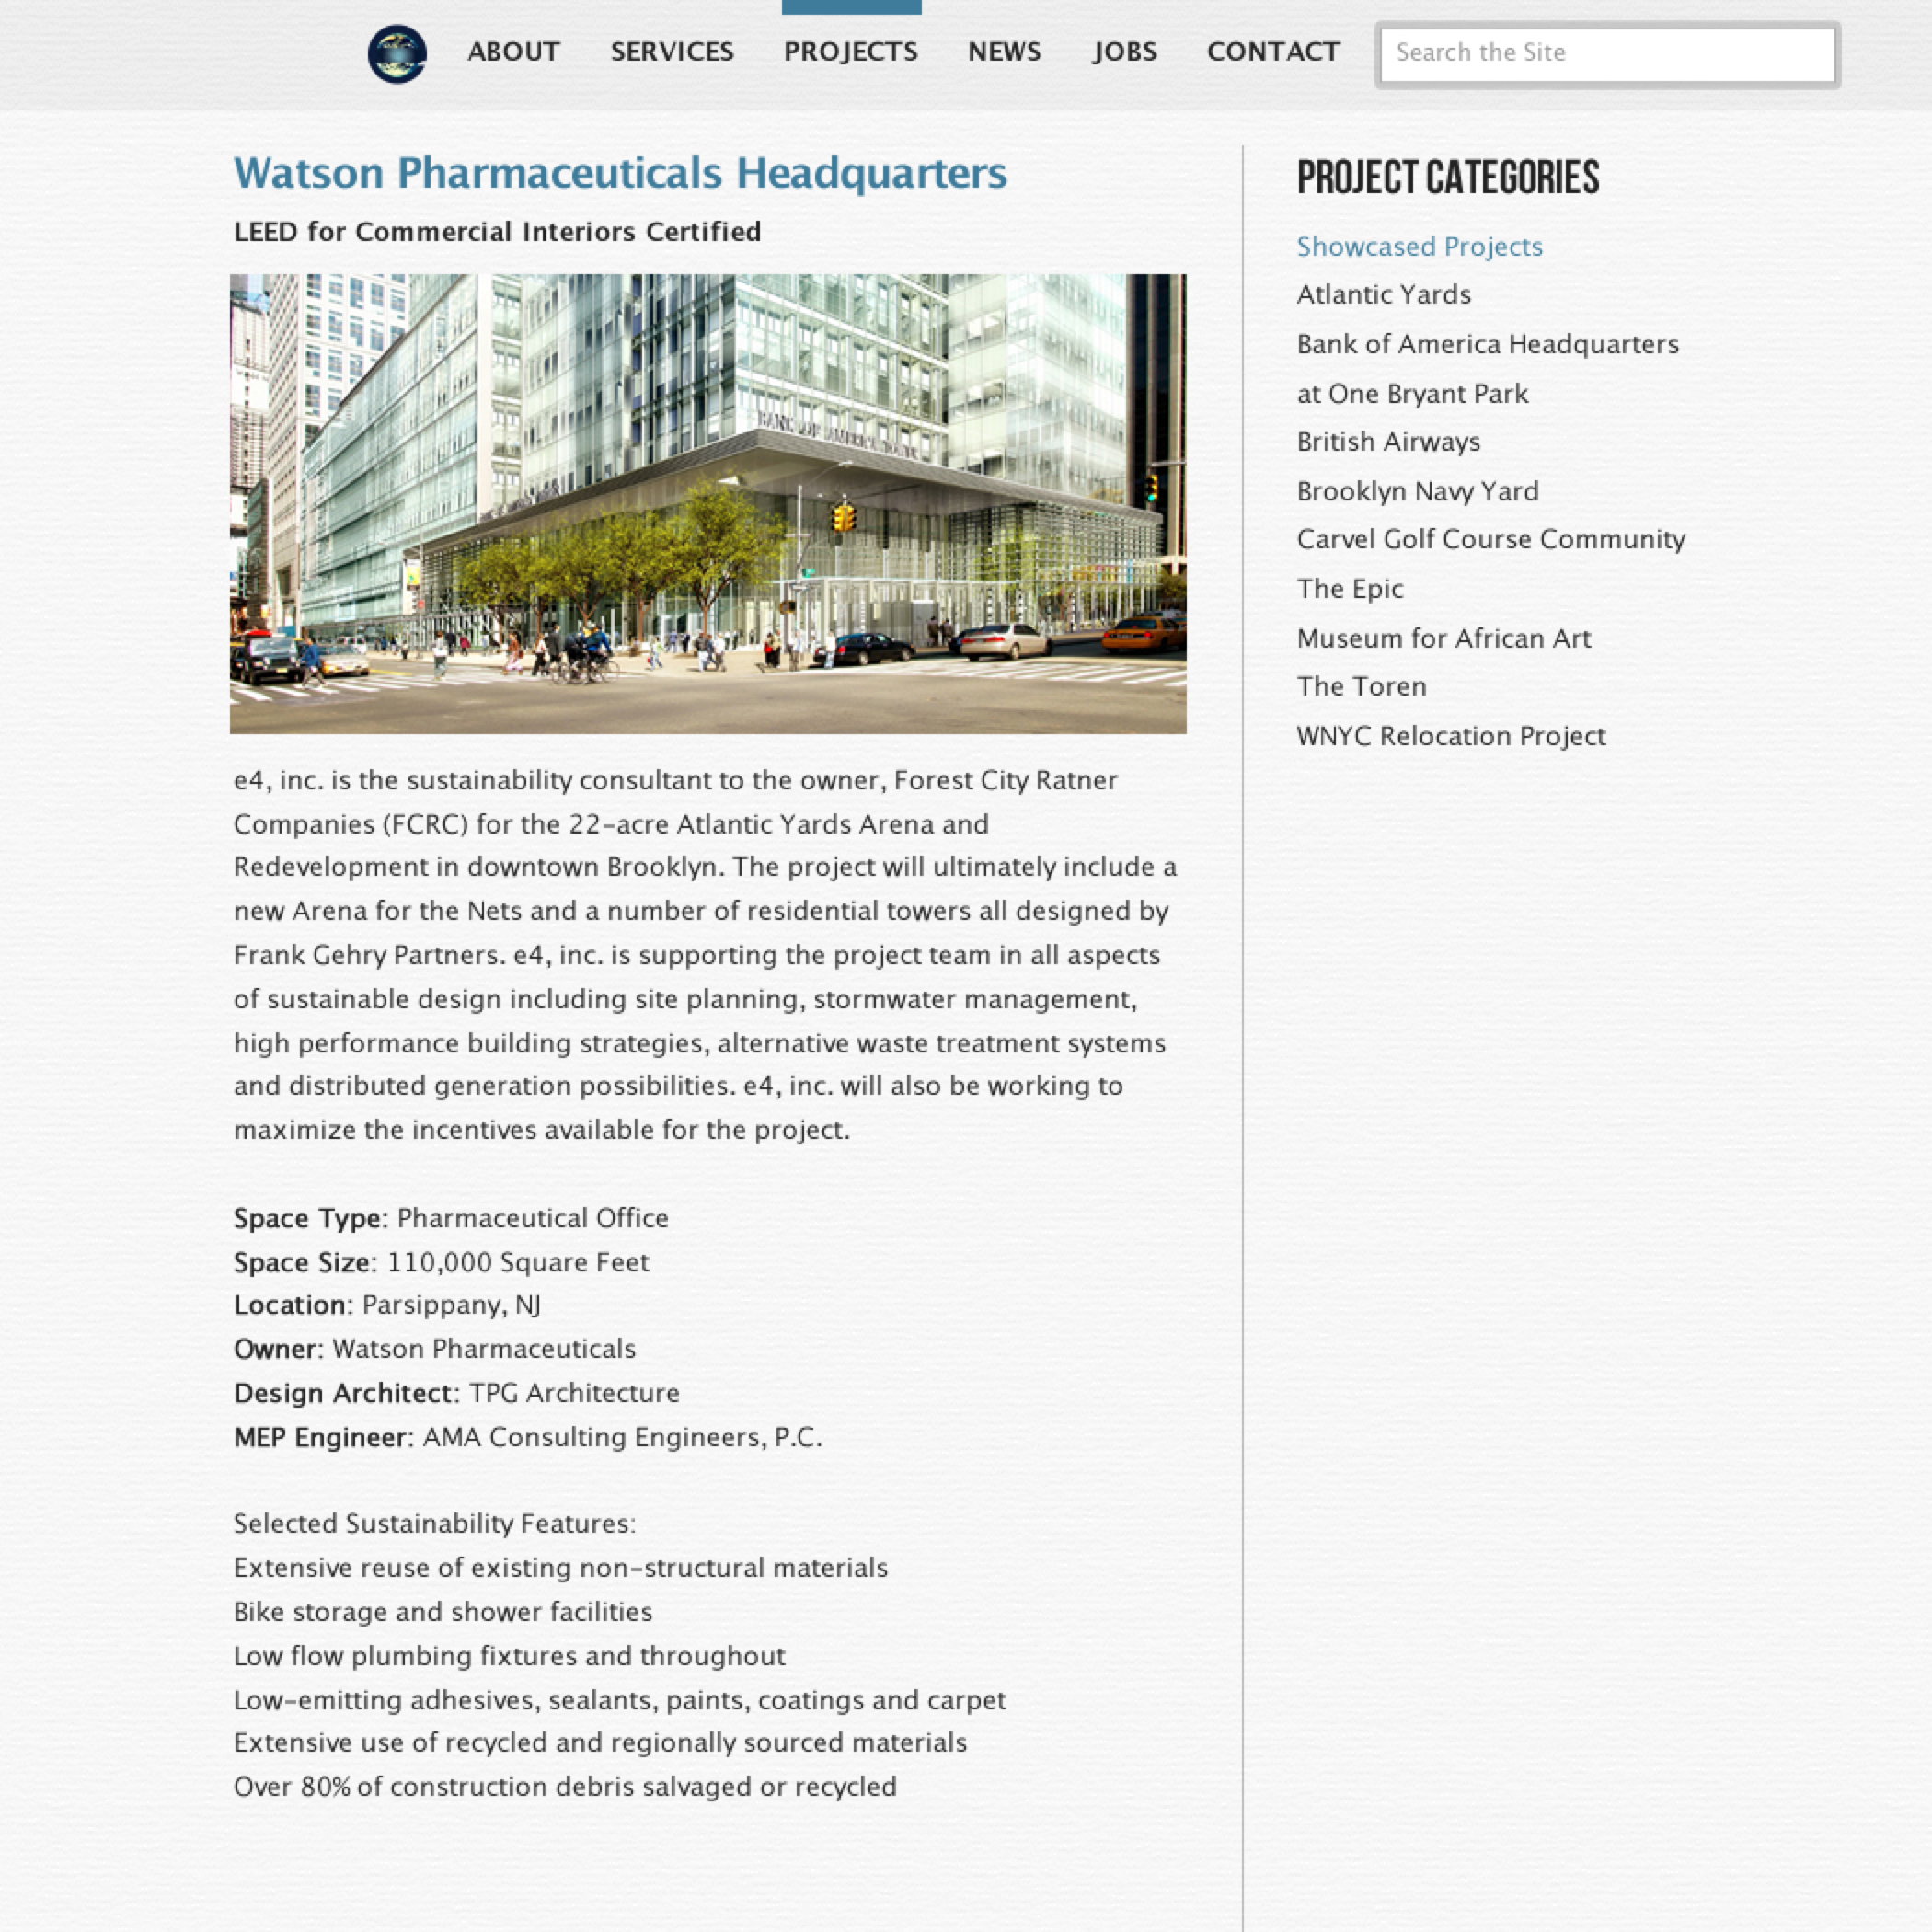 ABOUT SERVICES PROJECTS NEWS JOBS CONTACT Search the Site
Watson Pharmaceuticals Headquarters
LEED for Commercial Interiors Certified
BANK OF AMERICA
e4, inc. is the sustainability consultant to the owner, Forest City Ratner
Companies (FCRC) for the 22-acre Atlantic Yards Arena and
Redevelopment in downtown Brooklyn. The project will ultimately include a
new Arena for the Nets and a number of residential towers all designed by
Frank Gehry Partners. e4, inc. is supporting the project team in all aspects
of sustainable design including site planning, stormwater management,
high performance building strategies, alternative waste treatment systems
and distributed generation possibilities. e4, inc. will also be working to
maximize the incentives available for the project.
Space Type: Pharmaceutical Office
Space Size: 110,000 Square Feet
Location: Parsippany, NJ
Owner: Watson Pharmaceuticals
Design Architect: TPG Architecture
MEP Engineer: AMA Consulting Engineers, P.C.
Selected Sustainability Features:
Extensive reuse of existing non-structural materials
Bike storage and shower facilities
Low flow plumbing fixtures and throughout
Low-emitting adhesives, sealants, paints, coatings and carpet
Extensive use of recycled and regionally sourced materials
Over 80% of construction debris salvaged or recycled
PROJECT CATEGORIES
Showcased Projects
Atlantic Yards
Bank of America Headquarters
at One Bryant Park
British Airways
Brooklyn Navy Yard
Carvel Golf Course Community
The Epic
Museum for African Art
The Toren
WNYC Relocation Project